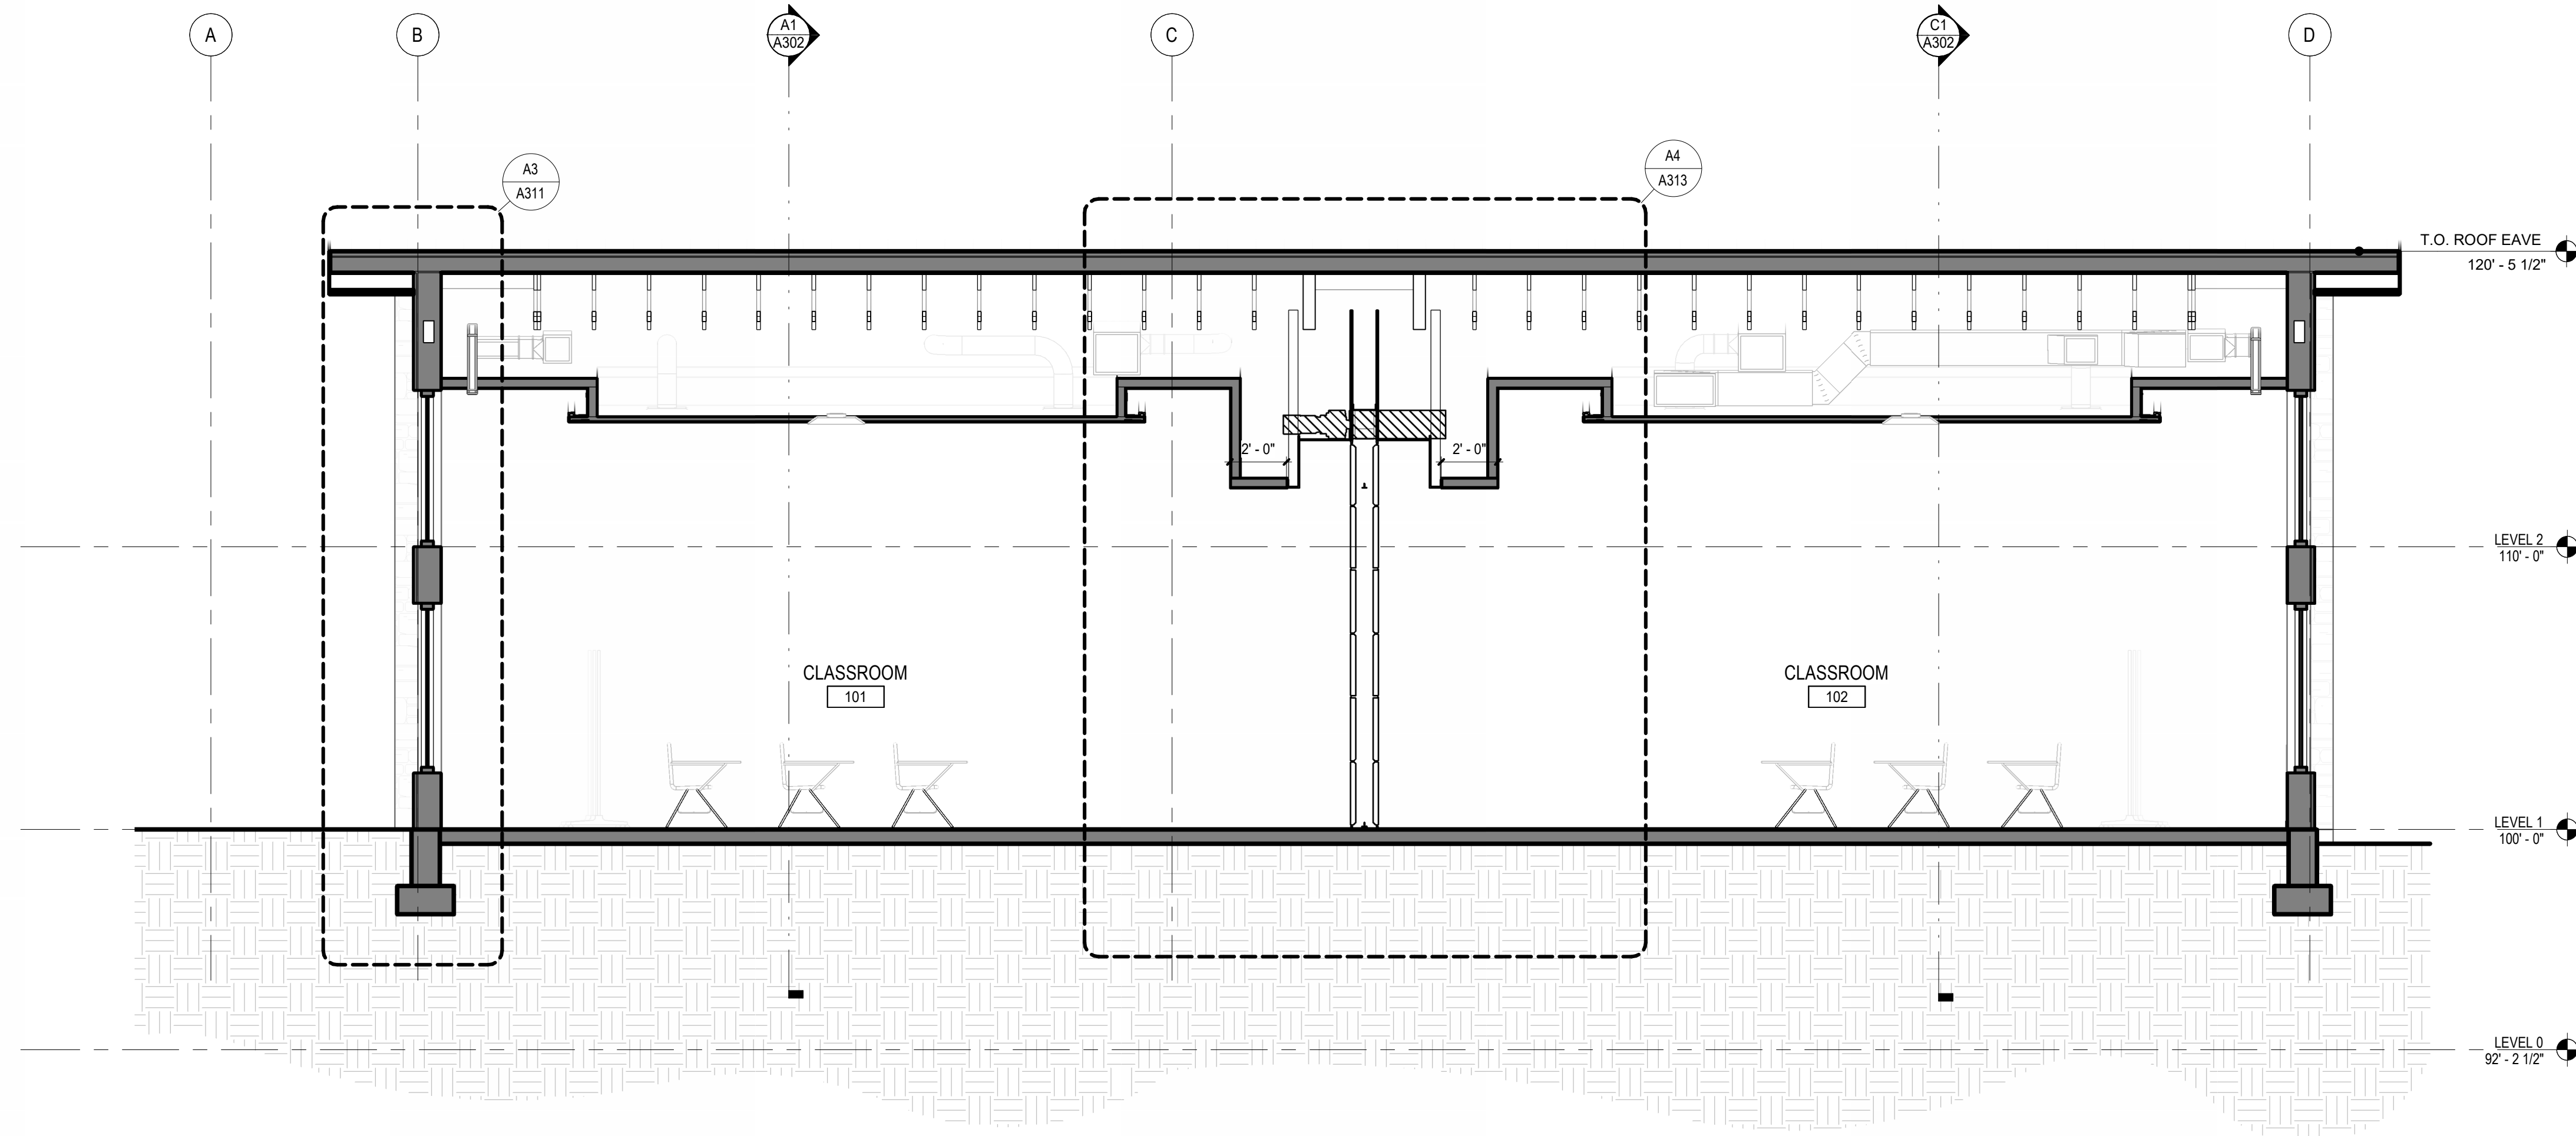 A
B
A1
A302
C
C1
A302
D
A3
A311
A4
A313
T.O. ROOF EAVE
120' - 5 1/2"
2' - 0"
2' - 0"
LEVEL 2
110' - 0"
CLASSROOM
101
CLASSROOM
102
LEVEL 1
100' - 0"
LEVEL 0
92' - 2 1/2"